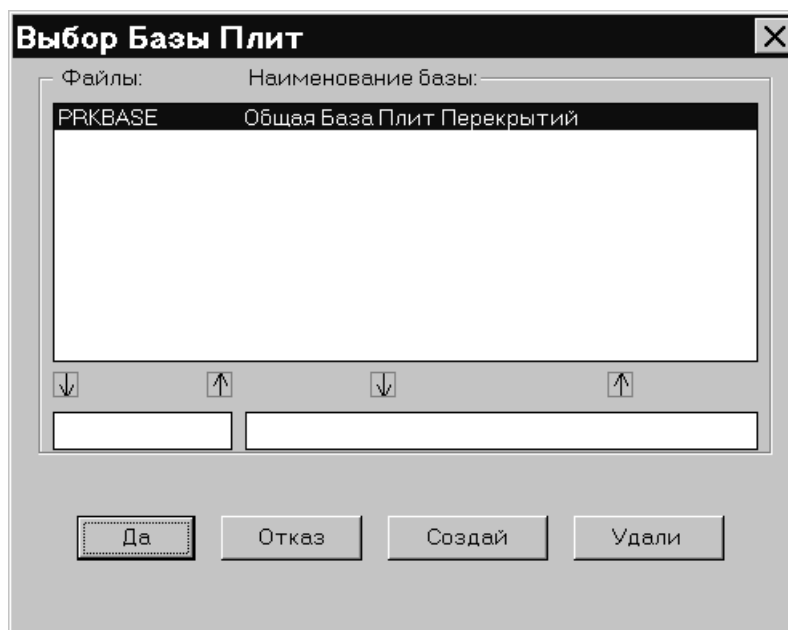 Выбор Базы Плит
Файлы: Наименование базы:
PRKBASE Общая База Плит Перекрытий
Да Отказ Создай Удали